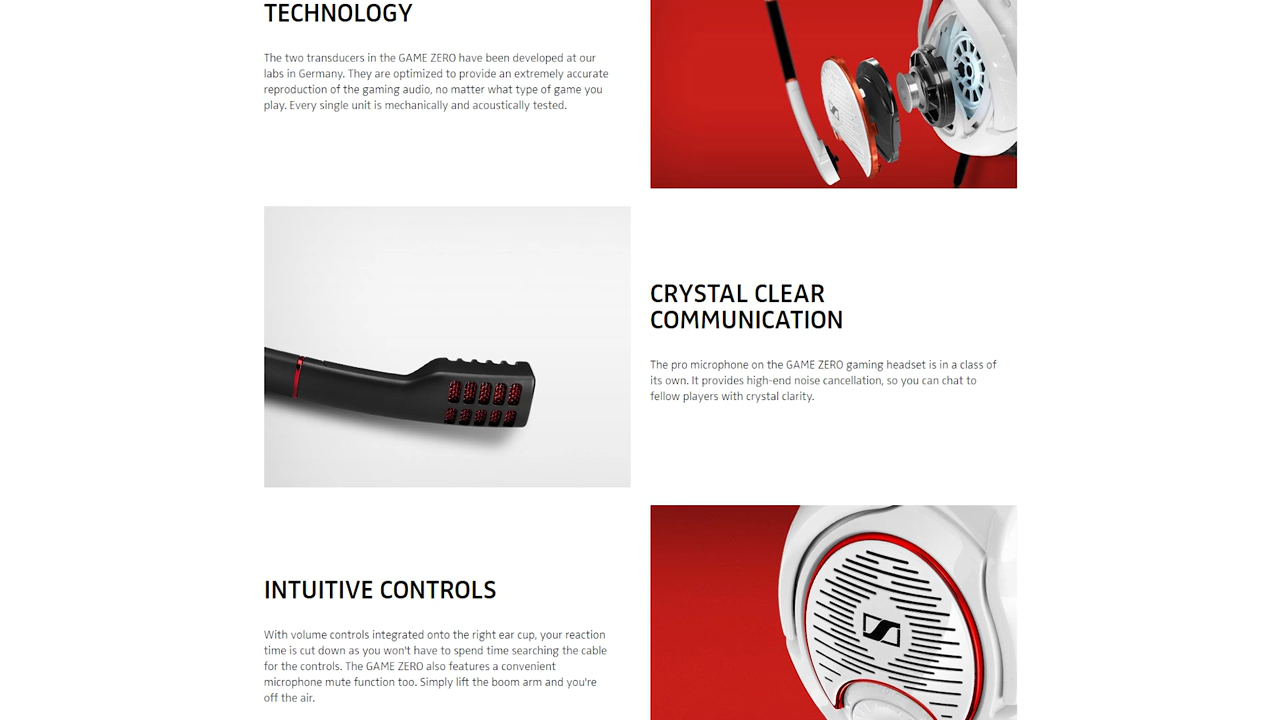 TECHNOLOGY
The two transducers in the GAME ZERO have been developed at our
labs in Germany. They are optimized to provide an extremely accurate
reproduction of the gaming audio, no matter what type of game you
play. Every single unit is mechanically and acoustically tested.
CRYSTAL CLEAR
COMMUNICATION
The pro microphone on the GAME ZERO gaming headset is in a class of
its own. It provides high-end noise cancellation, so you can chat to
fellow players with crystal clarity.
INTUITIVE CONTROLS
With volume controls integrated onto the right ear cup, your reaction
time is cut down as you won't have to spend time searching the cable
for the controls. The GAME ZERO also features a convenient
microphone mute function too. Simply lift the boom arm and you're
off the air.